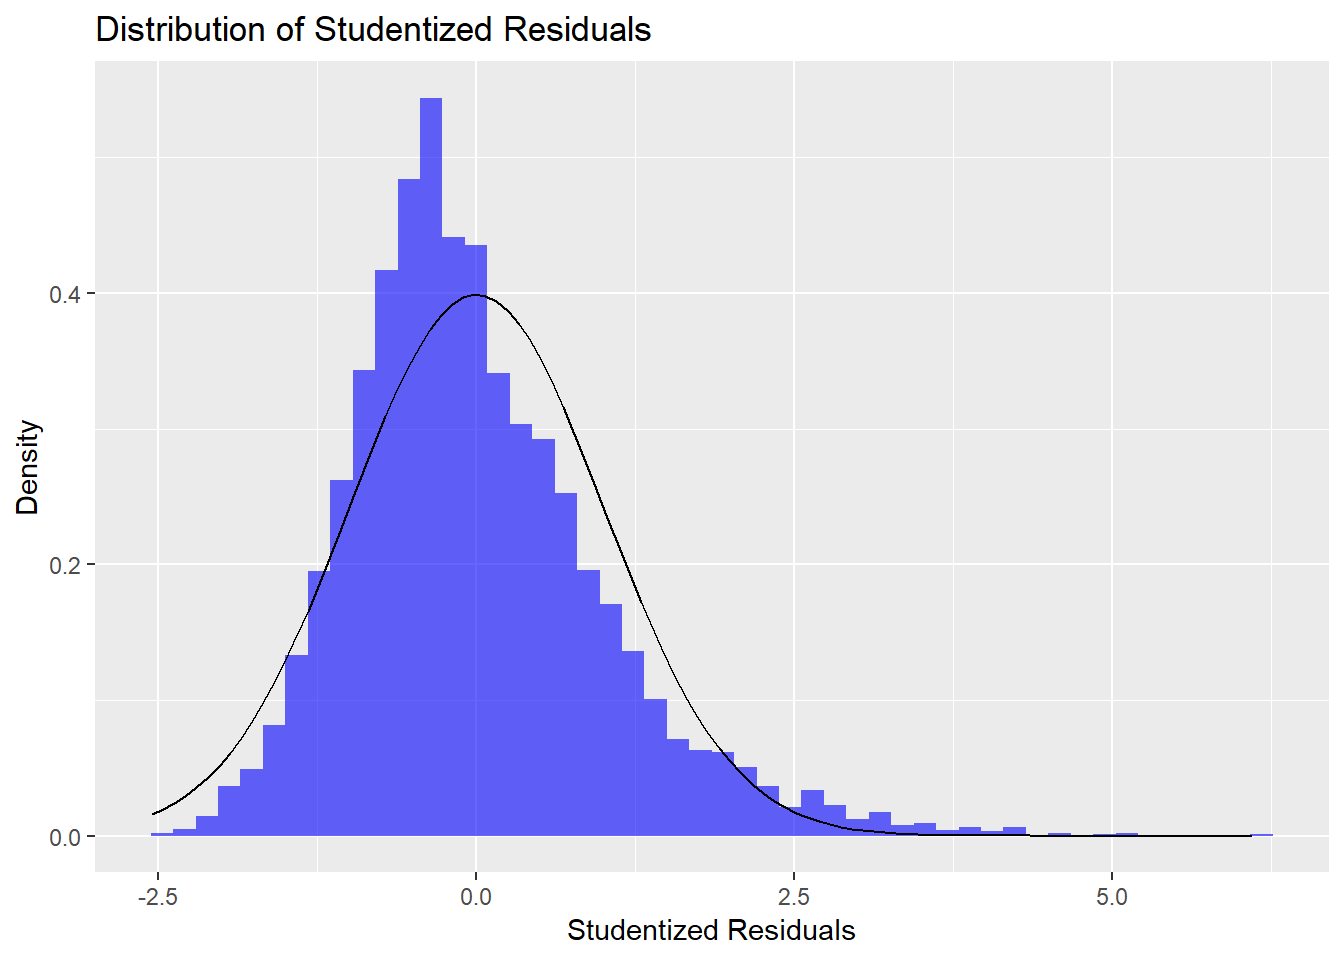 Distribution of Studentized Residuals
Density
0.4
0.2
0.0
-2.5 0.0 2.5 5.0
Studentized Residuals